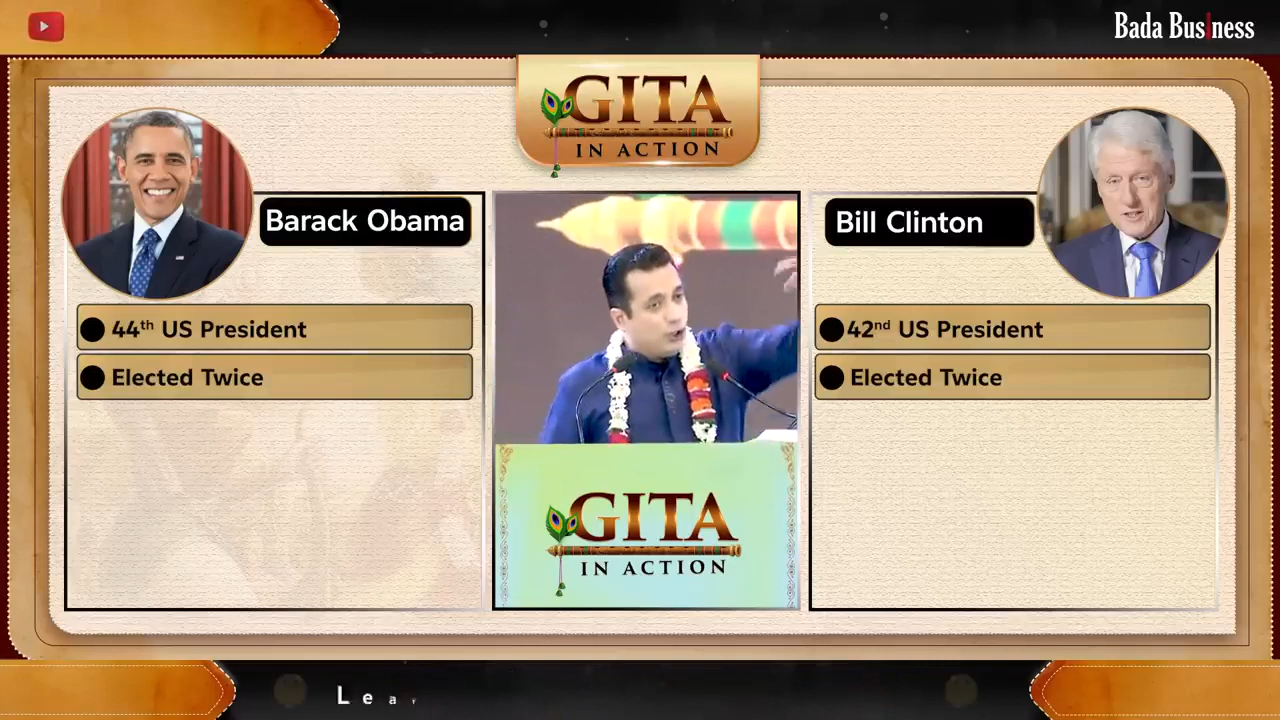 Bada Business
GITA
IN ACTION
Barack Obama
44th US President
Elected Twice
Bill Clinton
42nd US President
Elected Twice
GITA
IN ACTION
Lear